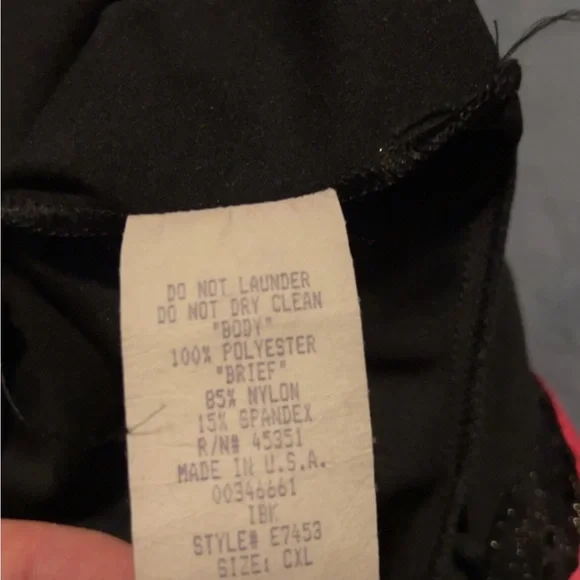 DO NOT LAUNDER
DO NOT DRY CLEAN
"BODY"
100% POLYESTER
"BRIEF"
85% NYLON
15% SPANDEX
R/N# 45351
MADE IN U.S.A.
00346661
IBK
STYLE# E7453
SIZE: CXL